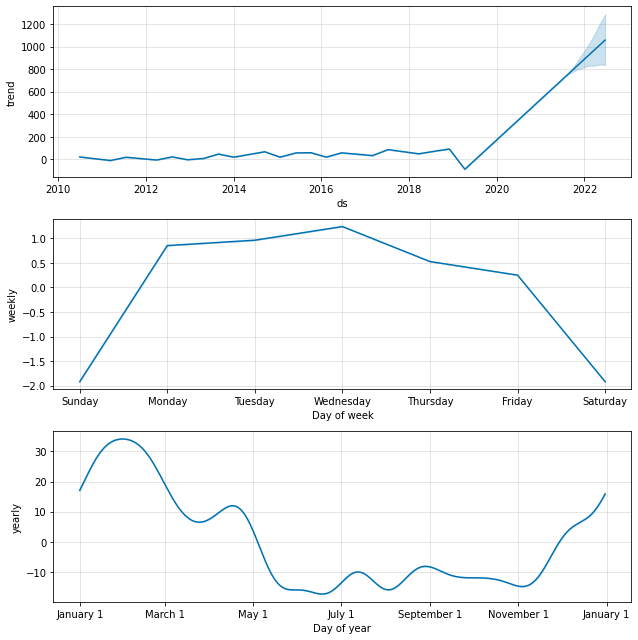 1200
1000
800
600
400
200
0
trend
2010 2012 2014 2016 2018 2020 2022
ds
1.0
0.5
0.0
−0.5
−1.0
−1.5
−2.0
weekly
Sunday Monday Tuesday Wednesday Thursday Friday Saturday
Day of week
30
20
10
0
−10
yearly
January 1 March 1 May 1 July 1 September 1 November 1 January 1
Day of year